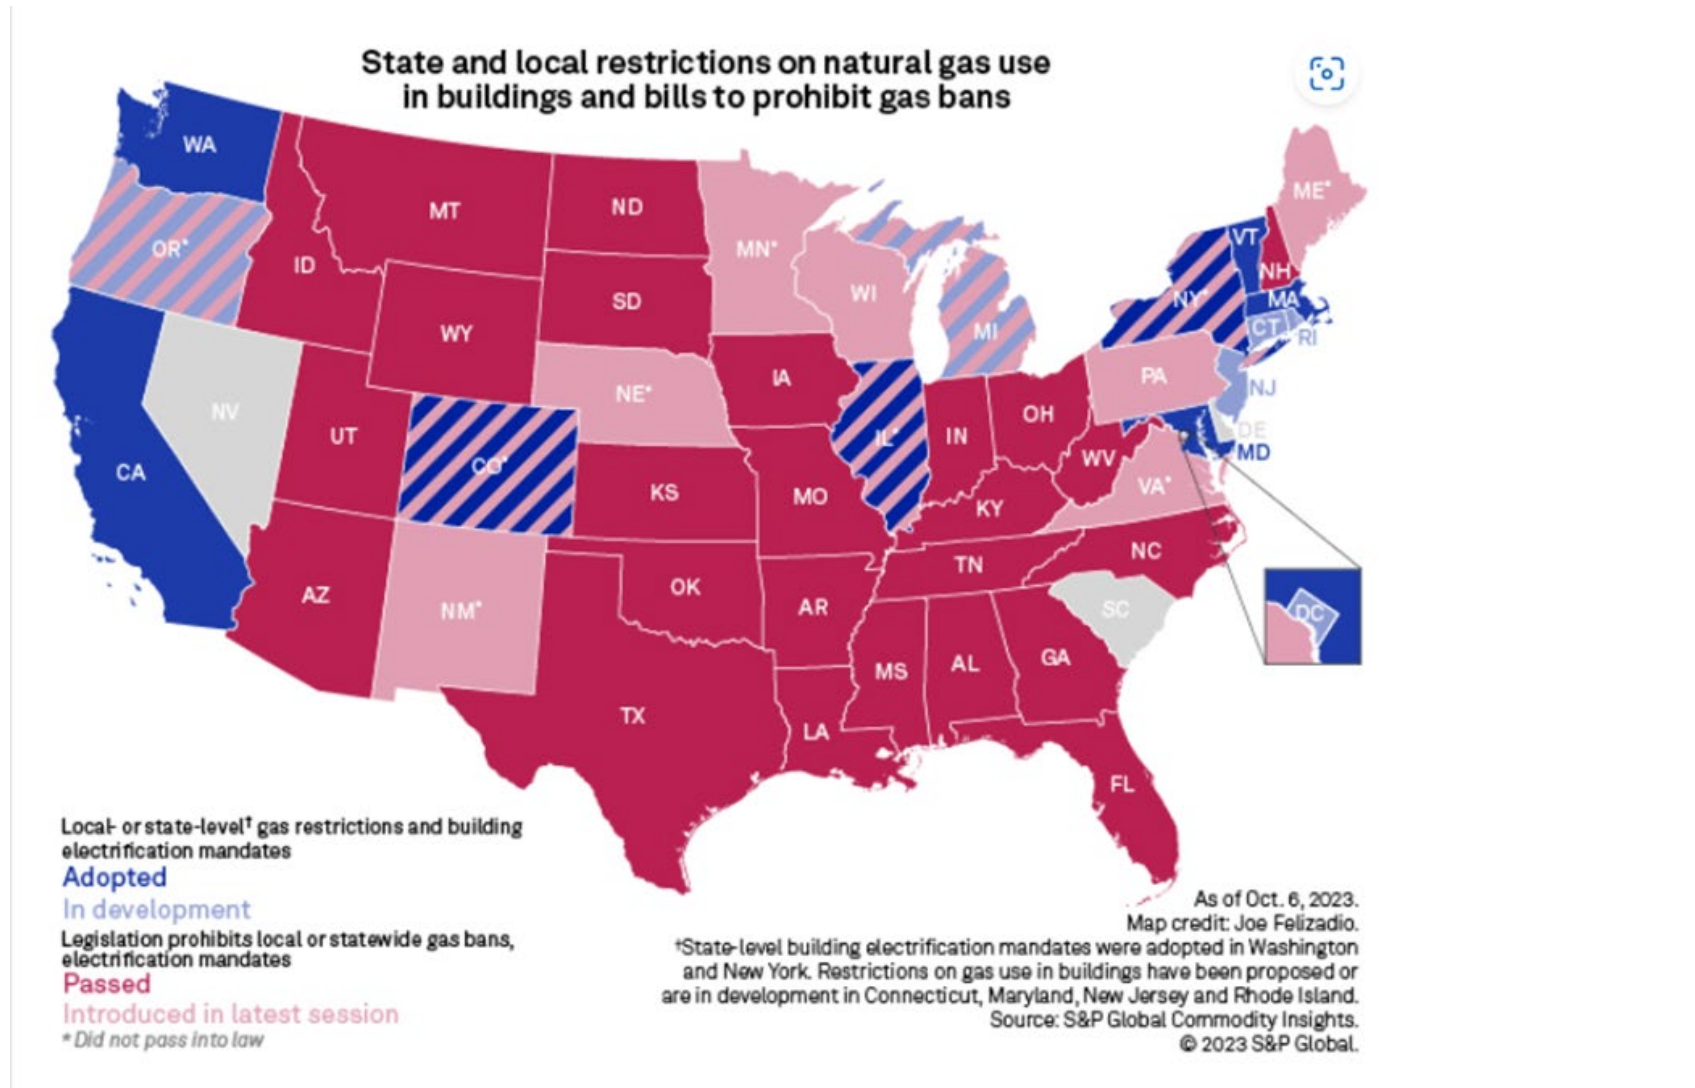 State and local restrictions on natural gas use
in buildings and bills to prohibit gas bans
WA
OR*
CA
NV
ID
MT
WY
UT
AZ
CO*
NM*
ND
SD
NE*
KS
OK
TX
MN*
IA
MO
AR
LA
WI
IL*
MI
IN
OH
KY
TN
MS
AL
GA
FL
SC
NC
VA*
WV
PA
NY*
VT
NH
ME*
MA
CT
RI
NJ
DE
MD
DC
Local- or state-level† gas restrictions and building
electrification mandates
Adopted
In development
Legislation prohibits local or statewide gas bans,
electrification mandates
Passed
Introduced in latest session
* Did not pass into law
As of Oct. 6, 2023.
Map credit: Joe Felizadio.
†State-level building electrification mandates were adopted in Washington
and New York. Restrictions on gas use in buildings have been proposed or
are in development in Connecticut, Maryland, New Jersey and Rhode Island.
Source: S&P Global Commodity Insights.
© 2023 S&P Global.